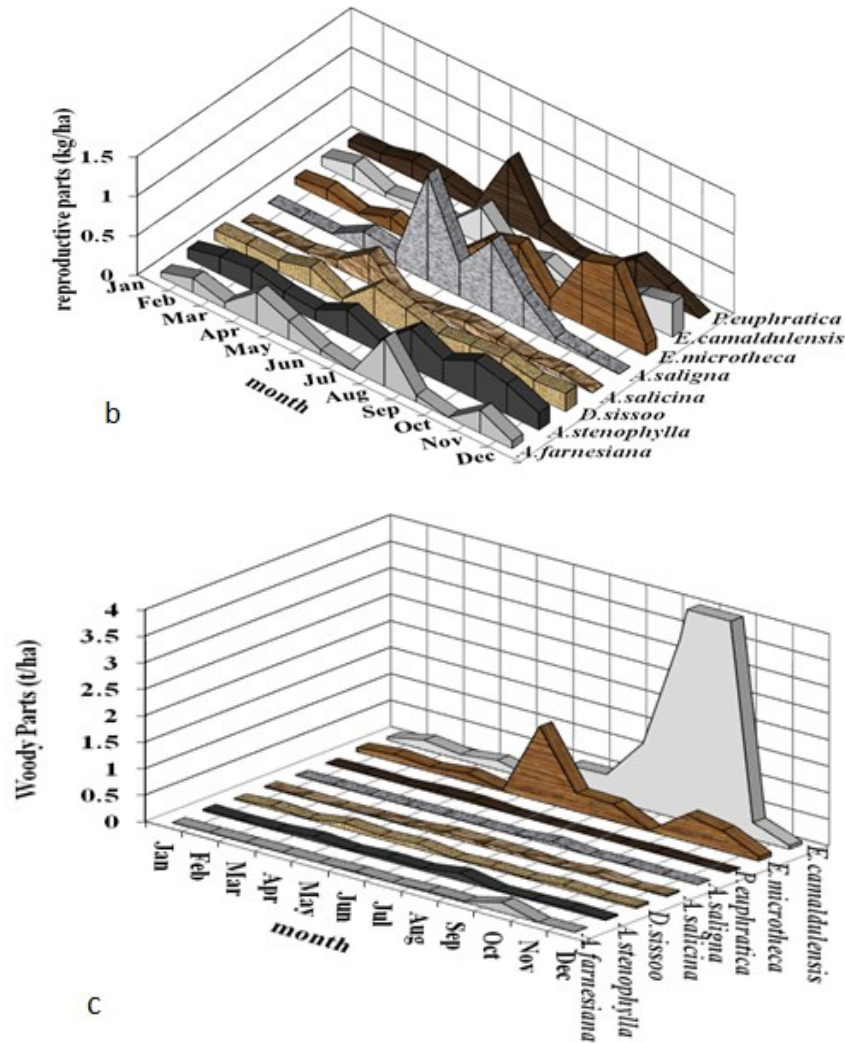 reproductive parts (kg/ha)
1.5
1
0.5
0
Jan
Feb
Mar
Apr
May
Jun
Jul
Aug
Sep
Oct
Nov
Dec
month
P.euphratica
E.camaldulensis
E.microtheca
A.saligna
A.salicina
D.sissoo
A.stenophylla
A.farnesiana
b
Woody Parts (t/ha)
4
3.5
3
2.5
2
1.5
1
0.5
0
Jan
Feb
Mar
Apr
May
Jun
Jul
Aug
Sep
Oct
Nov
Dec
month
A.farnesiana
A.stenophylla
D.sissoo
A.salicina
A.saligna
P.euphratica
E.microtheca
E.camaldulensis
c